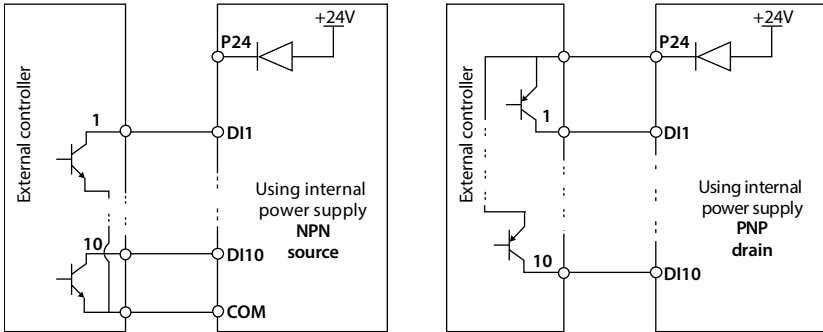 +24V
P24
External controller
1
DI1
Using internal
power supply
NPN
source
10
DI10
COM
+24V
P24
External controller
1
DI1
Using internal
power supply
PNP
drain
10
DI10